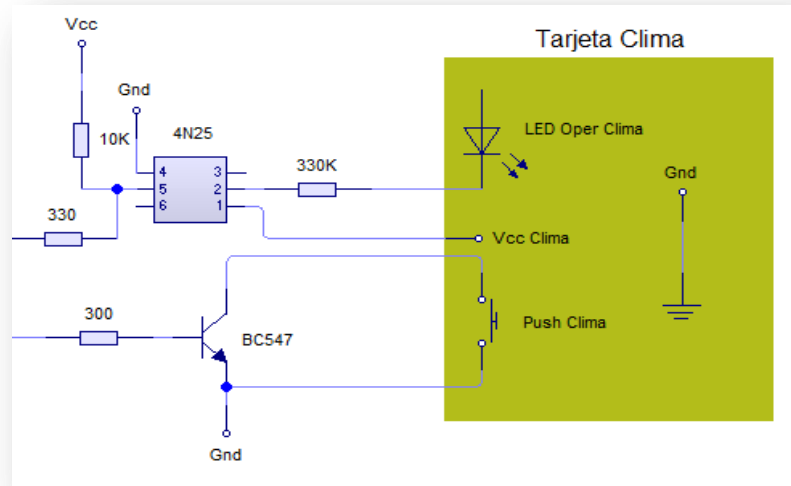 Tarjeta Clima
Vcc
Gnd
10K
4N25
4
5
6
3
2
1
330K
LED Oper Clima
Gnd
330
Vcc Clima
300
BC547
Push Clima
Gnd